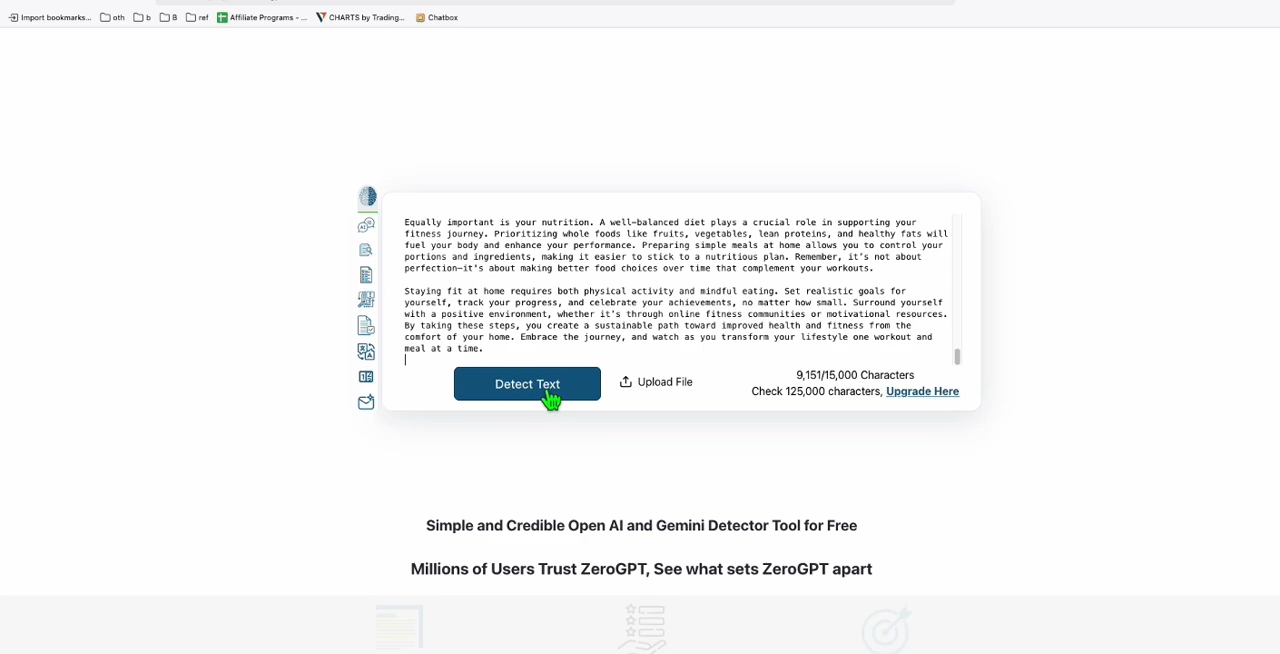 Import bookmarks...
oth
b
B
ref
Affiliate Programs - ...
CHARTS by Trading...
Chatbox
Equally important is your nutrition. A well-balanced diet plays a crucial role in supporting your
fitness journey. Prioritizing whole foods like fruits, vegetables, lean proteins, and healthy fats will
fuel your body and enhance your performance. Preparing simple meals at home allows you to control your
portions and ingredients, making it easier to stick to a nutritious plan. Remember, it's not about
perfection—it's about making better food choices over time that complement your workouts.
Staying fit at home requires both physical activity and mindful eating. Set realistic goals for
yourself, track your progress, and celebrate your achievements, no matter how small. Surround yourself
with a positive environment, whether it's through online fitness communities or motivational resources.
By taking these steps, you create a sustainable path toward improved health and fitness from the
comfort of your home. Embrace the journey, and watch as you transform your lifestyle one workout and
meal at a time.
Detect Text
Upload File
9,151/15,000 Characters
Check 125,000 characters, Upgrade Here
Simple and Credible Open AI and Gemini Detector Tool for Free
Millions of Users Trust ZeroGPT, See what sets ZeroGPT apart